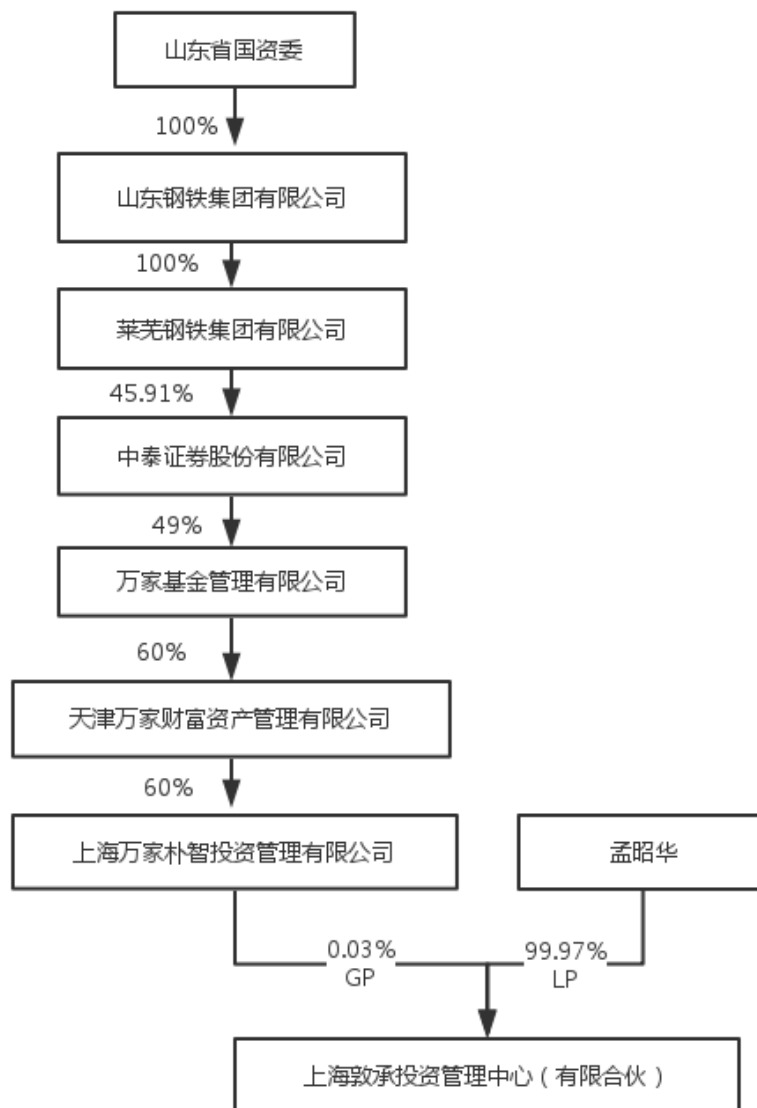 山东省国资委
100%
山东钢铁集团有限公司
100%
莱芜钢铁集团有限公司
45.91%
中泰证券股份有限公司
49%
万家基金管理有限公司
60%
天津万家财富资产管理有限公司
60%
上海万家朴智投资管理有限公司
孟昭华
0.03%
GP
99.97%
LP
上海敦承投资管理中心（有限合伙）